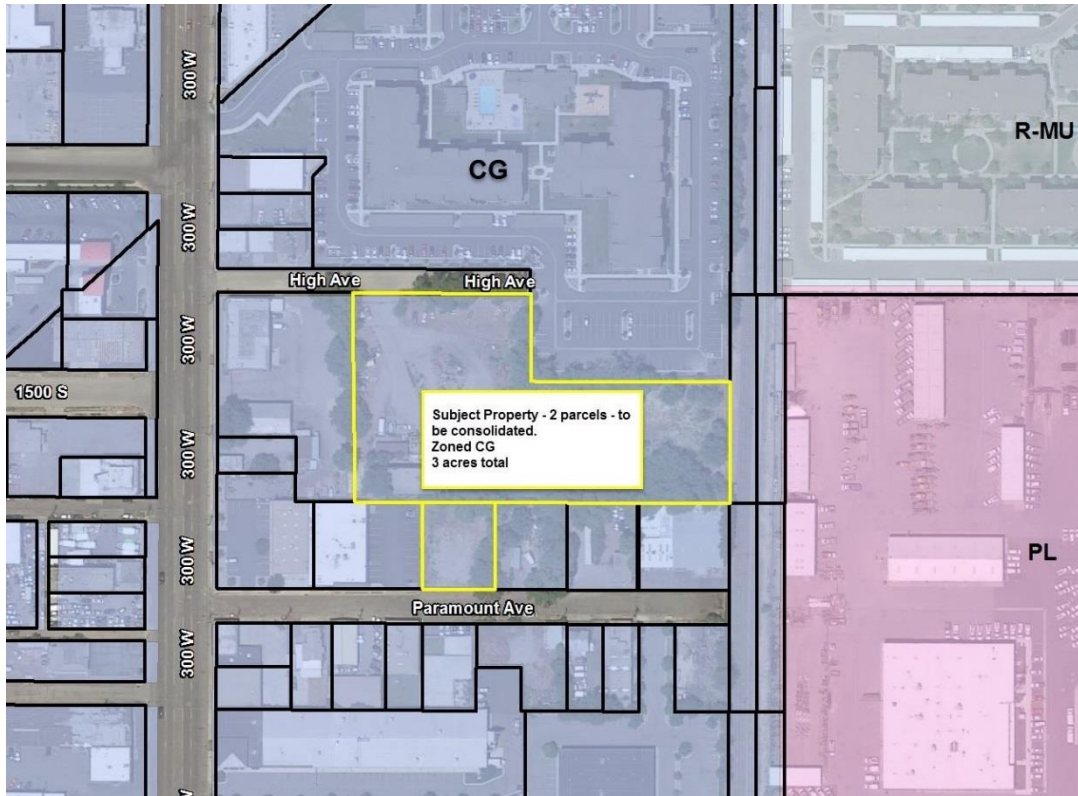 300 W
R-MU
CG
300 W
High Ave
High Ave
300 W
1500 S
Subject Property - 2 parcels - to
be consolidated.
Zoned CG
3 acres total
300 W
300 W
PL
Paramount Ave
300 W
W